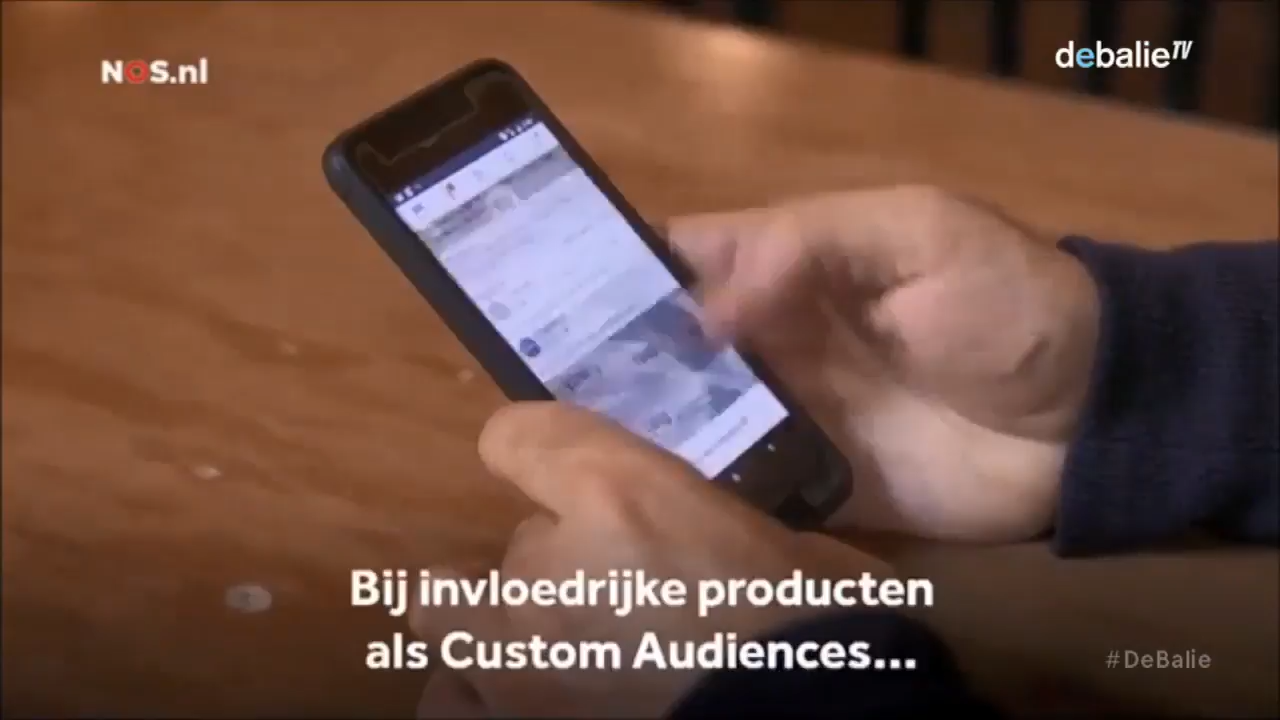 NOS.nl
debalieTV
Bij invloedrijke producten
als Custom Audiences...
#DeBalie